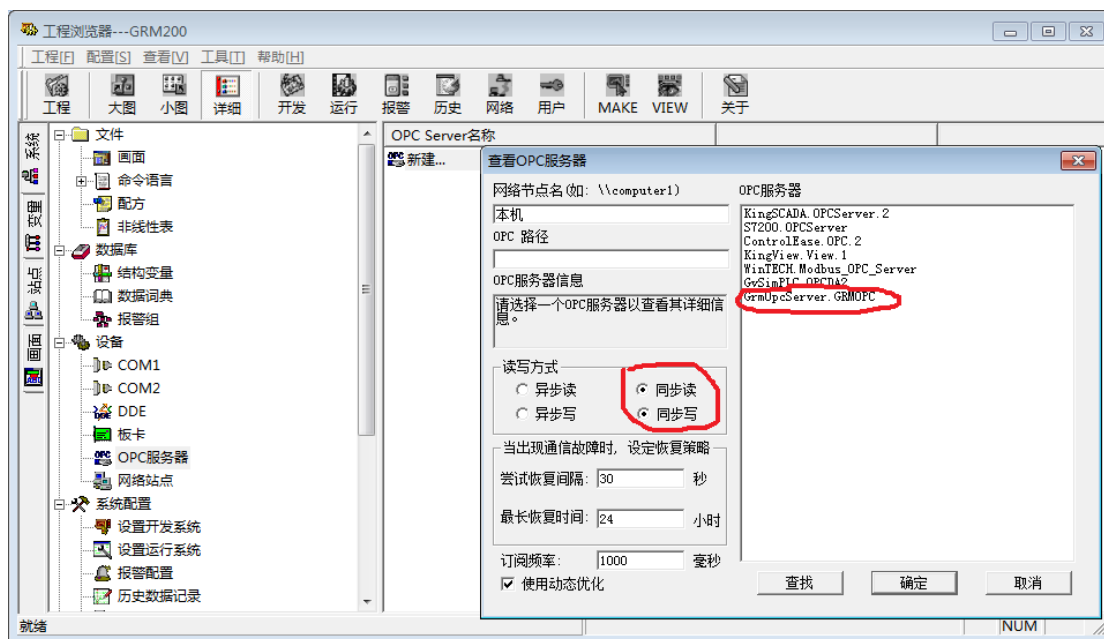 工程浏览器---GRM200
工程[F] 配置[S] 查看[V] 工具[T] 帮助[H]
工程 大图 小图 详细 开发 运行 报警 历史 网络 用户 MAKE VIEW 关于
系统
变量
站点
画面
文件
画面
命令语言
配方
非线性表
数据库
结构变量
数据词典
报警组
设备
COM1
COM2
DDE
板卡
OPC服务器
网络站点
系统配置
设置开发系统
设置运行系统
报警配置
历史数据记录
OPC Server名称
新建...
查看OPC服务器
网络节点名(如: \\computer1)
本机
OPC 路径
OPC服务器信息
请选择一个OPC服务器以查看其详细信
息。
读写方式
异步读 同步读
异步写 同步写
当出现通信故障时, 设定恢复策略
尝试恢复间隔: 30 秒
最长恢复时间: 24 小时
订阅频率: 1000 毫秒
使用动态优化
OPC服务器
KingSCADA.OPCServer.2
S7200.OPCServer
ControlEase.OPC.2
KingView.View.1
WinTECH.Modbus_OPC_Server
GvSimPLC.OPCDA2
GrmOpcServer.GRMOPC
查找 确定 取消
就绪
NUM